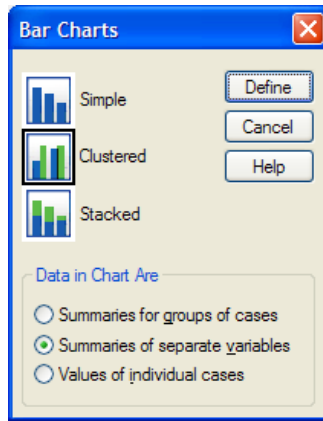 Bar Charts
Simple
Define
Cancel
Clustered
Help
Stacked
Data in Chart Are
Summaries for groups of cases
Summaries of separate variables
Values of individual cases